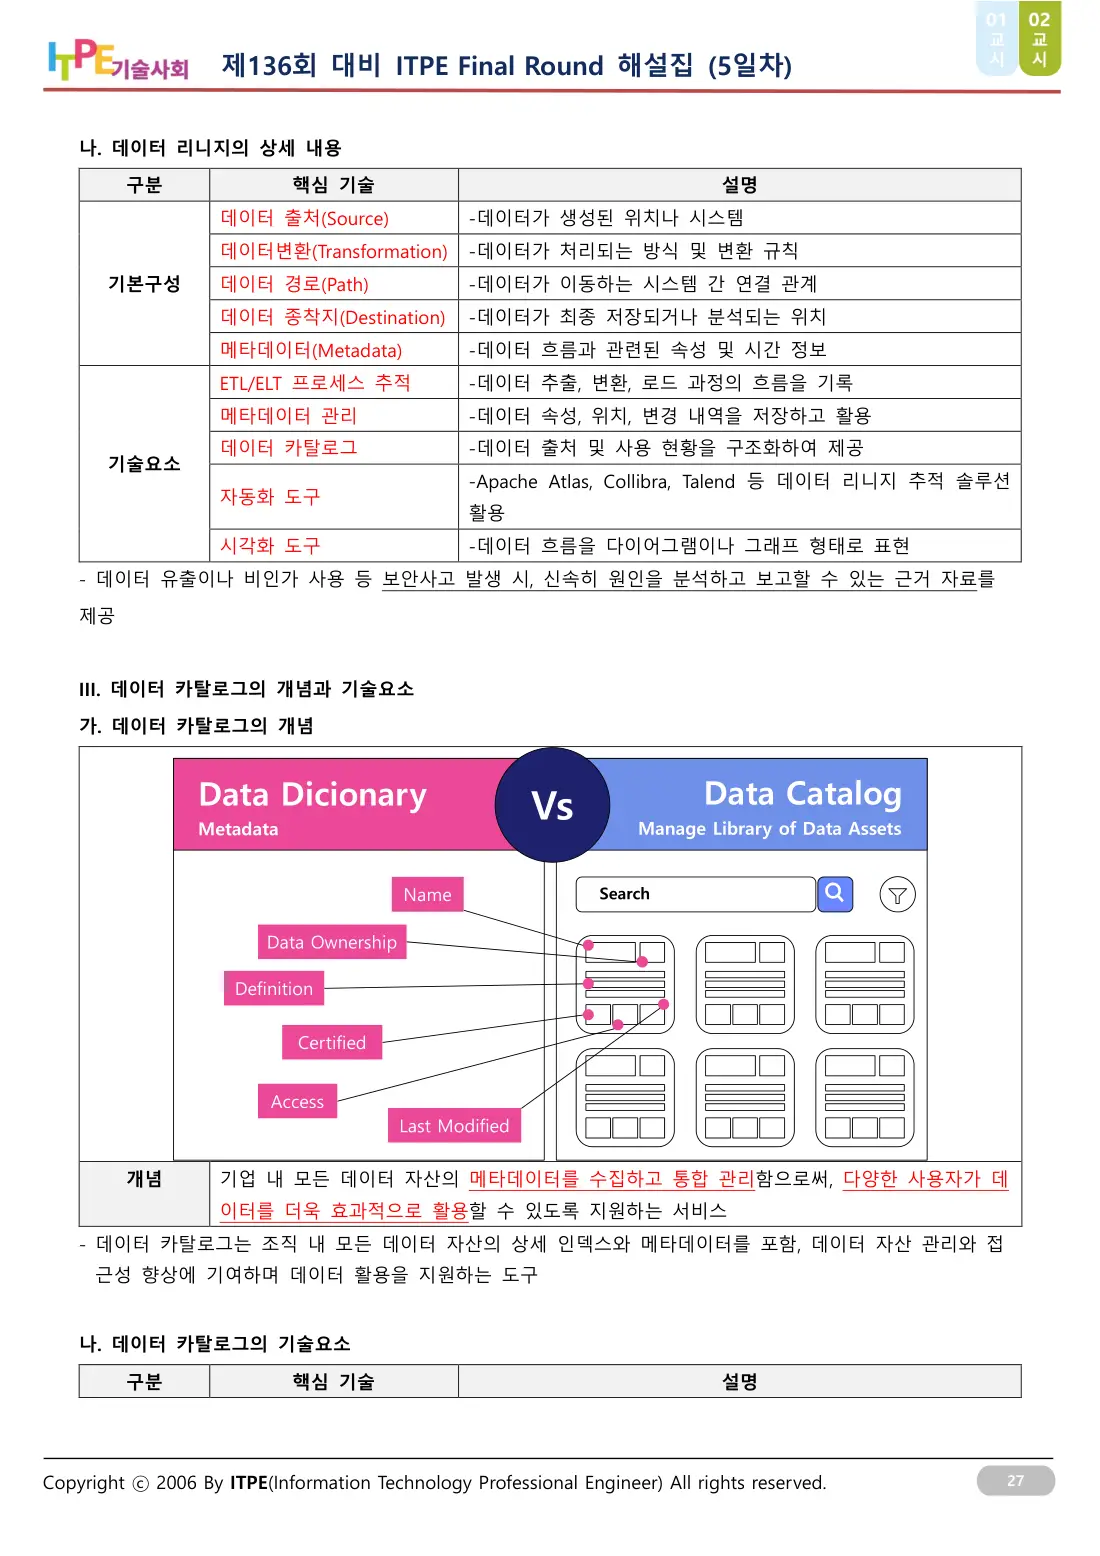 ITPE기술사회 제136회 대비 ITPE Final Round 해설집 (5일차)
01 교시
02 교시
나. 데이터 리니지의 상세 내용
구분 핵심 기술 설명
기본구성
데이터 출처(Source) -데이터가 생성된 위치나 시스템
데이터변환(Transformation) -데이터가 처리되는 방식 및 변환 규칙
데이터 경로(Path) -데이터가 이동하는 시스템 간 연결 관계
데이터 종착지(Destination) -데이터가 최종 저장되거나 분석되는 위치
메타데이터(Metadata) -데이터 흐름과 관련된 속성 및 시간 정보
기술요소
ETL/ELT 프로세스 추적 -데이터 추출, 변환, 로드 과정의 흐름을 기록
메타데이터 관리 -데이터 속성, 위치, 변경 내역을 저장하고 활용
데이터 카탈로그 -데이터 출처 및 사용 현황을 구조화하여 제공
자동화 도구 -Apache Atlas, Collibra, Talend 등 데이터 리니지 추적 솔루션
활용
시각화 도구 -데이터 흐름을 다이어그램이나 그래프 형태로 표현
- 데이터 유출이나 비인가 사용 등 보안사고 발생 시, 신속히 원인을 분석하고 보고할 수 있는 근거 자료를
제공
III. 데이터 카탈로그의 개념과 기술요소
가. 데이터 카탈로그의 개념
Data Dicionary
Metadata
Vs
Data Catalog
Manage Library of Data Assets
Name
Data Ownership
Definition
Certified
Access
Last Modified
Search
개념 기업 내 모든 데이터 자산의 메타데이터를 수집하고 통합 관리함으로써, 다양한 사용자가 데
이터를 더욱 효과적으로 활용할 수 있도록 지원하는 서비스
- 데이터 카탈로그는 조직 내 모든 데이터 자산의 상세 인덱스와 메타데이터를 포함, 데이터 자산 관리와 접
근성 향상에 기여하며 데이터 활용을 지원하는 도구
나. 데이터 카탈로그의 기술요소
구분 핵심 기술 설명
Copyright ⓒ 2006 By ITPE(Information Technology Professional Engineer) All rights reserved.
27